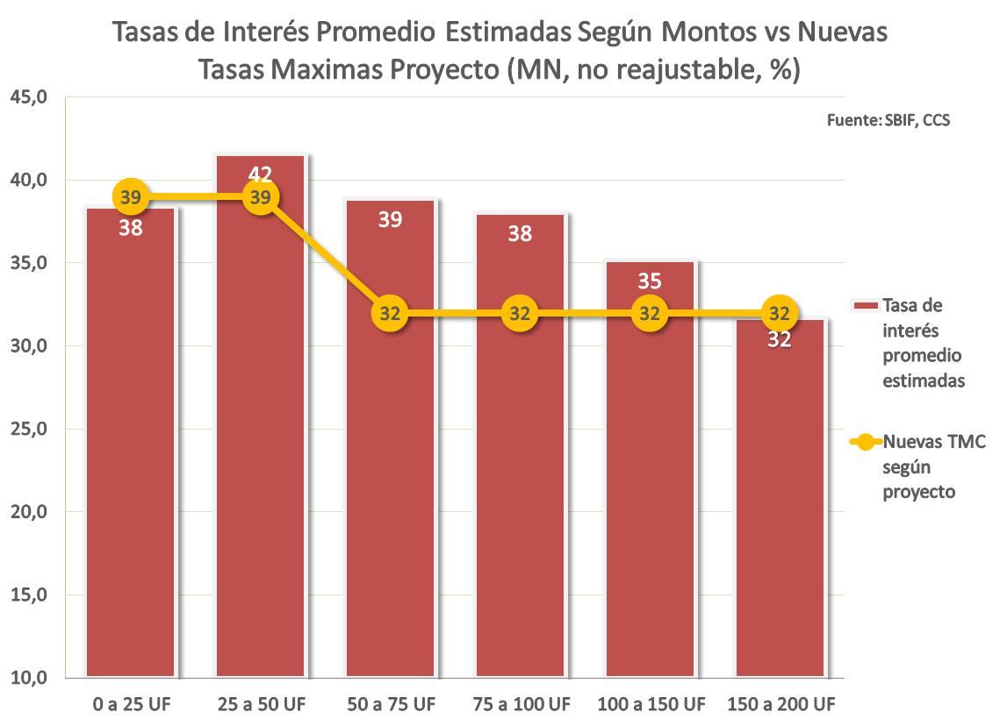 Tasas de Interés Promedio Estimadas Según Montos vs Nuevas
Tasas Maximas Proyecto (MN, no reajustable, %)
Fuente: SBIF, CCS
45,0
40,0
35,0
30,0
25,0
20,0
15,0
10,0
38
42
39
38
35
32
39
39
32
32
32
32
0 a 25 UF
25 a 50 UF
50 a 75 UF
75 a 100 UF
100 a 150 UF
150 a 200 UF
Tasa de
interés
promedio
estimadas
Nuevas TMC
según
proyecto